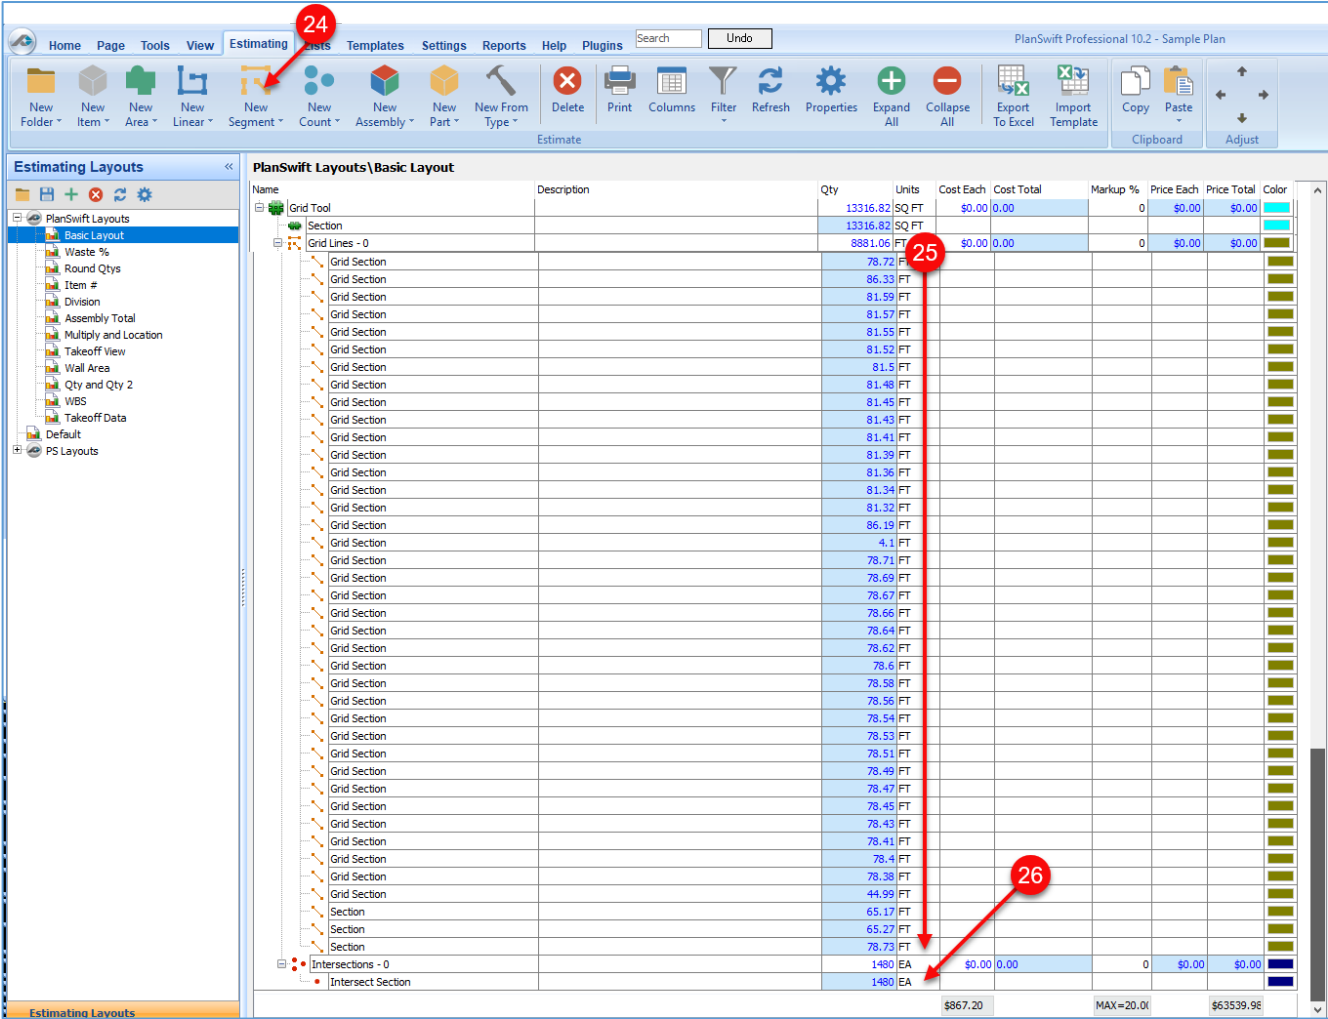 24
Home Page Tools View Estimating Lists Templates Settings Reports Help Plugins Search Undo PlanSwift Professional 10.2 - Sample Plan
New Folder New Item New Area New Linear New Segment New Count New Assembly New Part New From Type Delete Print Columns Filter Refresh Properties Expand All Collapse All Export To Excel Import Template Copy Paste
Estimate Clipboard Adjust
Estimating Layouts «
PlanSwift Layouts
Basic Layout
Waste %
Round Qtys
Item #
Division
Assembly Total
Multiply and Location
Takeoff View
Wall Area
Qty and Qty 2
WBS
Takeoff Data
Default
PS Layouts
Estimating Layouts
PlanSwift Layouts\Basic Layout
Name Description Qty Units Cost Each Cost Total Markup % Price Each Price Total Color
Grid Tool 13316.82 SQ FT $0.00 0.00 0 $0.00 $0.00
Section 13316.82 SQ FT
Grid Lines - 0 8881.06 FT $0.00 0.00 0 $0.00 $0.00
25
Grid Section 78.72 FT
Grid Section 86.33 FT
Grid Section 81.59 FT
Grid Section 81.57 FT
Grid Section 81.55 FT
Grid Section 81.52 FT
Grid Section 81.5 FT
Grid Section 81.48 FT
Grid Section 81.45 FT
Grid Section 81.43 FT
Grid Section 81.41 FT
Grid Section 81.39 FT
Grid Section 81.36 FT
Grid Section 81.34 FT
Grid Section 81.32 FT
Grid Section 86.19 FT
Grid Section 4.1 FT
Grid Section 78.71 FT
Grid Section 78.69 FT
Grid Section 78.67 FT
Grid Section 78.66 FT
Grid Section 78.64 FT
Grid Section 78.62 FT
Grid Section 78.6 FT
Grid Section 78.58 FT
Grid Section 78.56 FT
Grid Section 78.54 FT
Grid Section 78.53 FT
Grid Section 78.51 FT
Grid Section 78.49 FT
Grid Section 78.47 FT
Grid Section 78.45 FT
Grid Section 78.43 FT
Grid Section 78.41 FT
Grid Section 78.4 FT
Grid Section 78.38 FT
26
Grid Section 44.99 FT
Section 65.17 FT
Section 65.27 FT
Section 78.73 FT
Intersections - 0 1480 EA $0.00 0.00 0 $0.00 $0.00
Intersect Section 1480 EA
$867.20 MAX=20.0( $63539.98